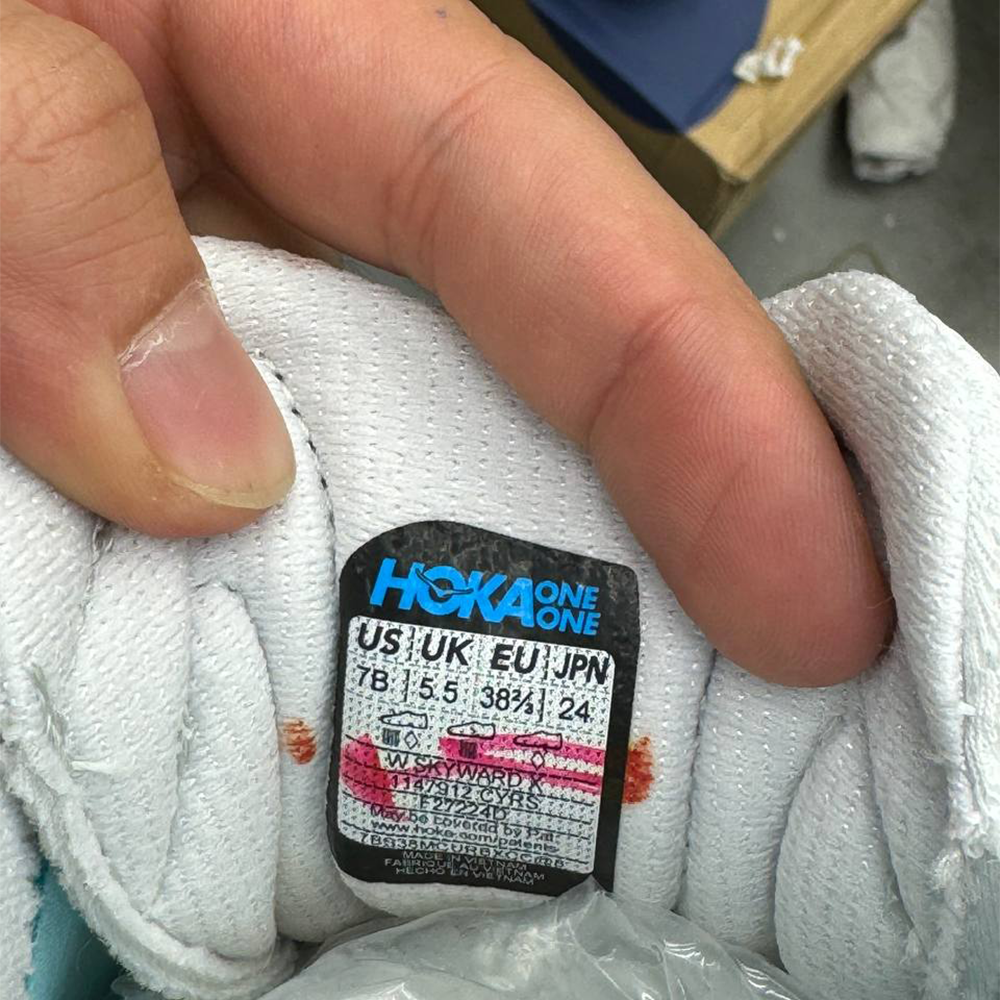 HOKA ONE ONE
US UK EU JPN
7B 5.5 38⅔ 24
W SKYWARD X
1147912 CYRS
F27224D
May be covered by Pat
www.hoka.com/patents
MADE IN VIETNAM
FABRIQUE AU VIETNAM
HECHO EN VIETNAM